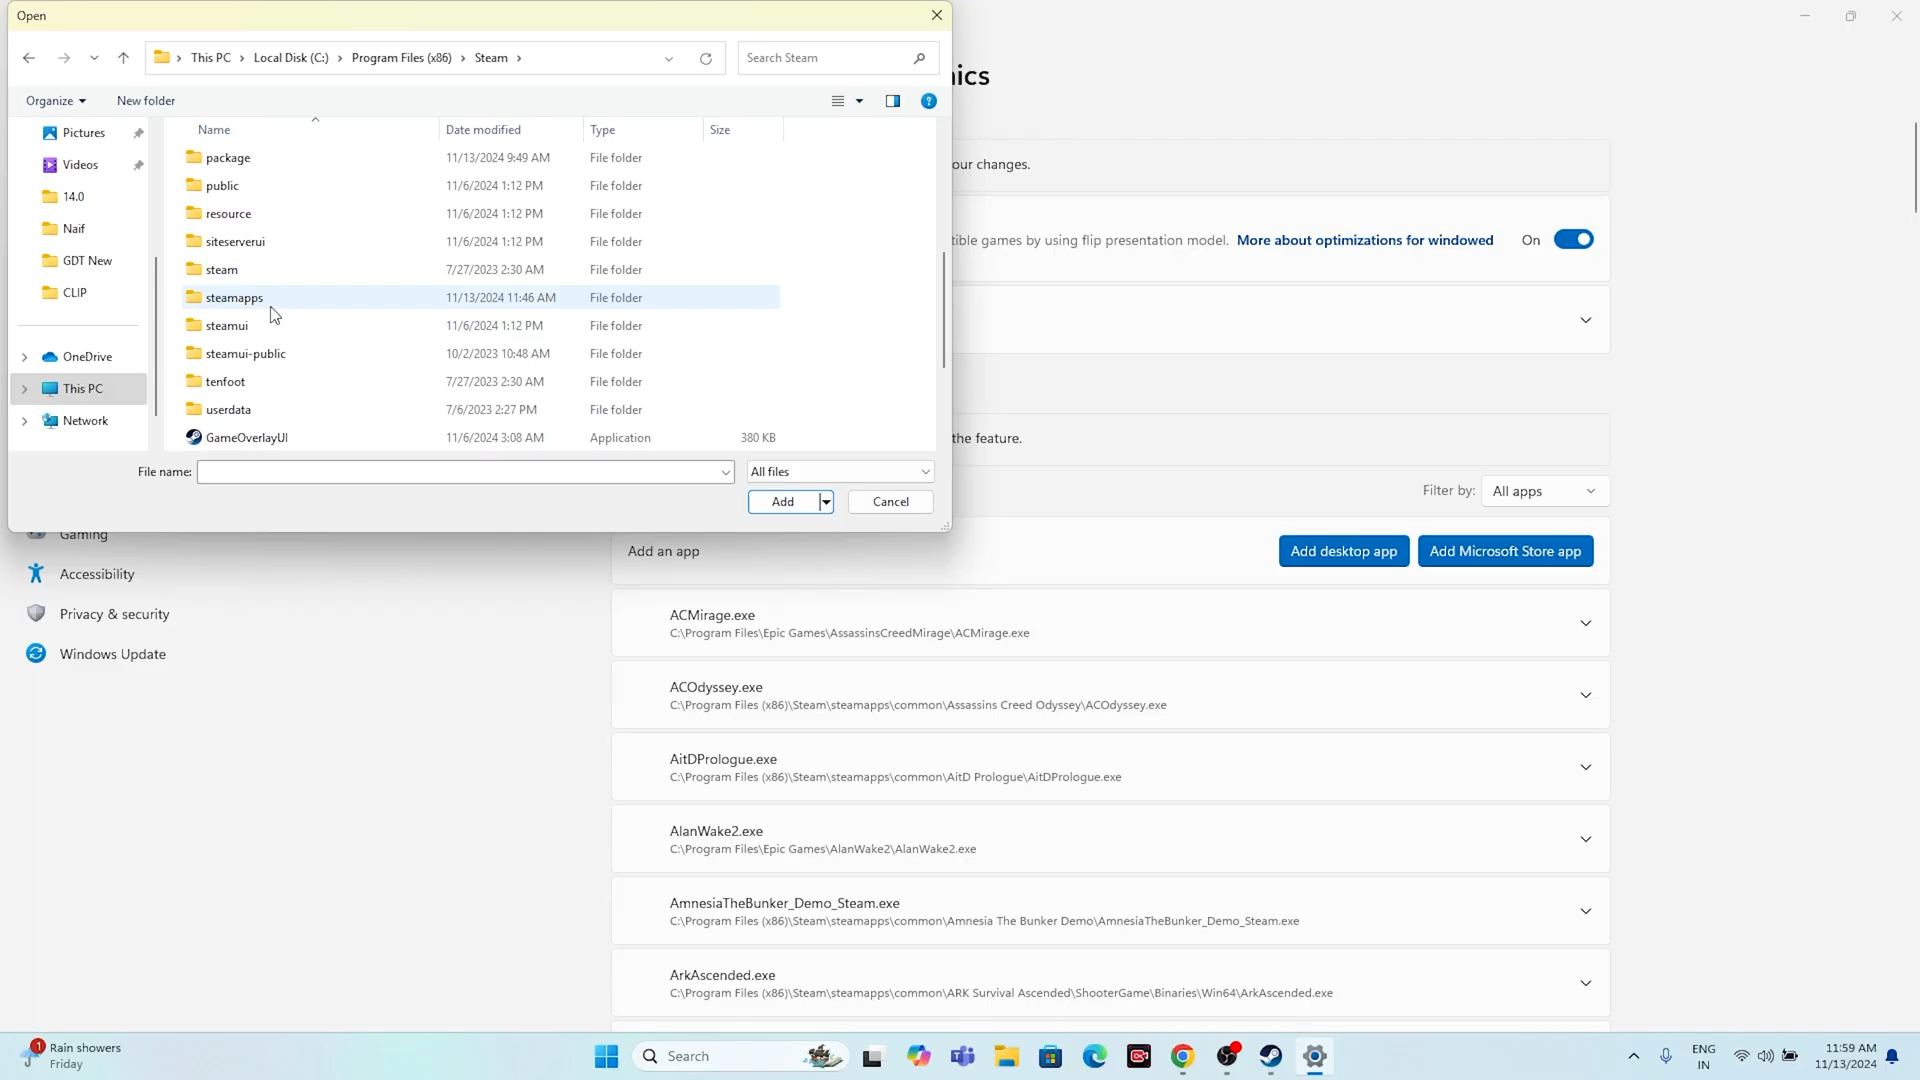 Open
This PC
Local Disk (C:)
Program Files (x86)
Steam
Search Steam
Organize
New folder
Pictures
Videos
14.0
Naif
GDT New
CLIP
OneDrive
This PC
Network
Name
Date modified
Type
Size
package 11/13/2024 9:49 AM File folder
public 11/6/2024 1:12 PM File folder
resource 11/6/2024 1:12 PM File folder
siteserverui 11/6/2024 1:12 PM File folder
steam 7/27/2023 2:30 AM File folder
steamapps 11/13/2024 11:46 AM File folder
steamui 11/6/2024 1:12 PM File folder
steamui-public 10/2/2023 10:48 AM File folder
tenfoot 7/27/2023 2:30 AM File folder
userdata 7/6/2023 2:27 PM File folder
GameOverlayUI 11/6/2024 3:08 AM Application 380 KB
File name:
All files
Add
Cancel
ics
our changes.
ible games by using flip presentation model. More about optimizations for windowed
On
the feature.
Filter by: All apps
Gaming
Accessibility
Privacy & security
Windows Update
Add an app
Add desktop app
Add Microsoft Store app
ACMirage.exe
C:\Program Files\Epic Games\AssassinsCreedMirage\ACMirage.exe
ACOdyssey.exe
C:\Program Files (x86)\Steam\steamapps\common\Assassins Creed Odyssey\ACOdyssey.exe
AitDPrologue.exe
C:\Program Files (x86)\Steam\steamapps\common\AitD Prologue\AitDPrologue.exe
AlanWake2.exe
C:\Program Files\Epic Games\AlanWake2\AlanWake2.exe
AmnesiaTheBunker_Demo_Steam.exe
C:\Program Files (x86)\Steam\steamapps\common\Amnesia The Bunker Demo\AmnesiaTheBunker_Demo_Steam.exe
ArkAscended.exe
C:\Program Files (x86)\Steam\steamapps\common\ARK Survival Ascended\ShooterGame\Binaries\Win64\ArkAscended.exe
1
Rain showers
Friday
Search
ENG
IN
11:59 AM
11/13/2024